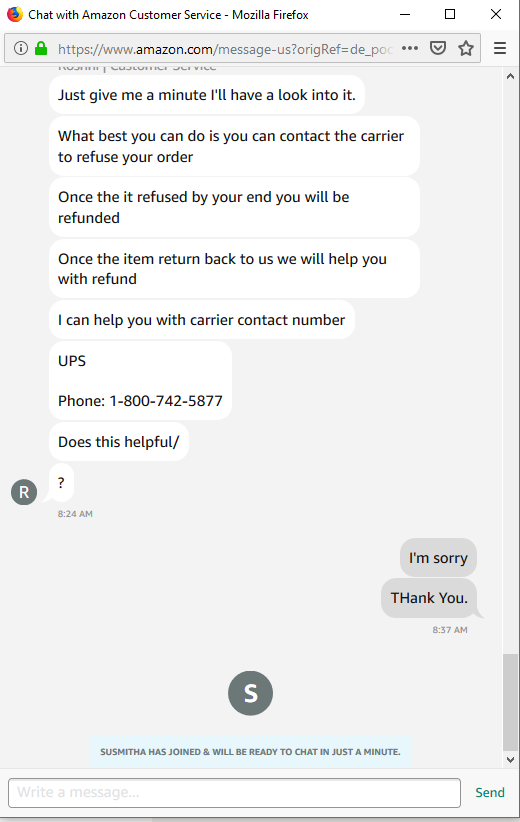 Chat with Amazon Customer Service - Mozilla Firefox
https://www.amazon.com/message-us?origRef=de_poc
Roshni | Customer Service
Just give me a minute I'll have a look into it.
What best you can do is you can contact the carrier
to refuse your order
Once the it refused by your end you will be
refunded
Once the item return back to us we will help you
with refund
I can help you with carrier contact number
UPS
Phone: 1-800-742-5877
Does this helpful/
R
?
8:24 AM
I'm sorry
THank You.
8:37 AM
S
SUSMITHA HAS JOINED & WILL BE READY TO CHAT IN JUST A MINUTE.
Write a message...
Send